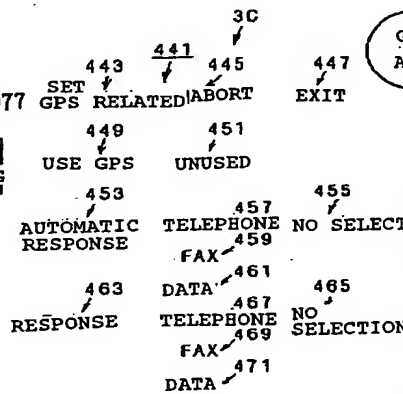 3C
441
443 445 447
SET
077 GPS RELATED ABORT EXIT
449 451
USE GPS UNUSED
453 455
AUTOMATIC TELEPHONE 457 NO SELECT
RESPONSE
FAX 459
DATA 461
463 465
RESPONSE TELEPHONE 467 NO
SELECTION
FAX 469
DATA 471